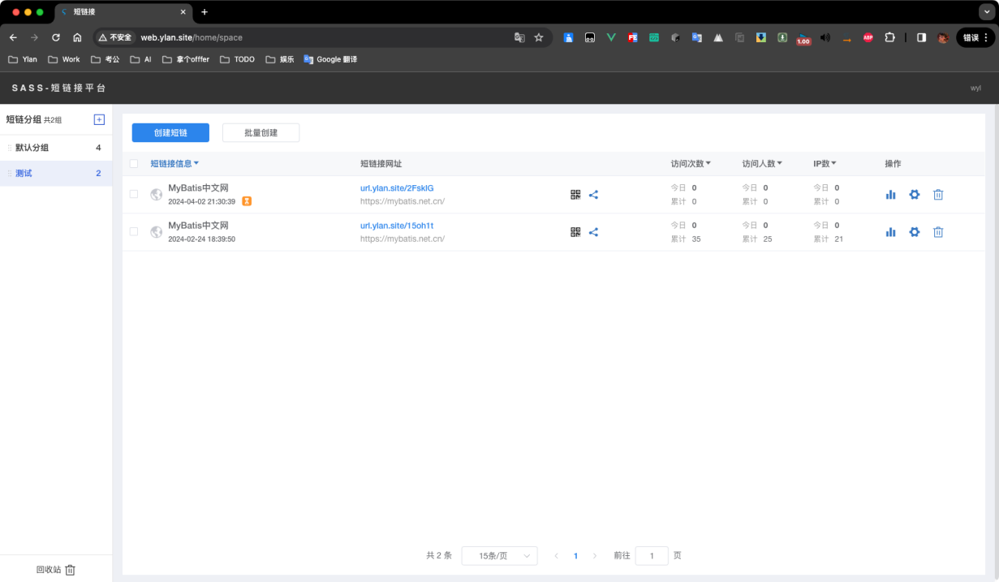 短链接
不安全 web.ylan.site/home/space
1.00
ABP
错误
Ylan Work 考公 AI 拿个offfer TODO 娱乐 Google 翻译
SASS-短链接平台
wyl
短链分组 共2组
默认分组 4
测试 2
回收站
创建短链 批量创建
短链接信息 短链接网址 访问次数 访问人数 IP数 操作
MyBatis中文网 url.ylan.site/2FskIG 今日 0 今日 0 今日 0
2024-04-02 21:30:39 https://mybatis.net.cn/ 累计 0 累计 0 累计 0
MyBatis中文网 url.ylan.site/15oh1t 今日 0 今日 0 今日 0
2024-02-24 18:39:50 https://mybatis.net.cn/ 累计 35 累计 25 累计 21
共 2 条 15条/页 1 前往 1 页